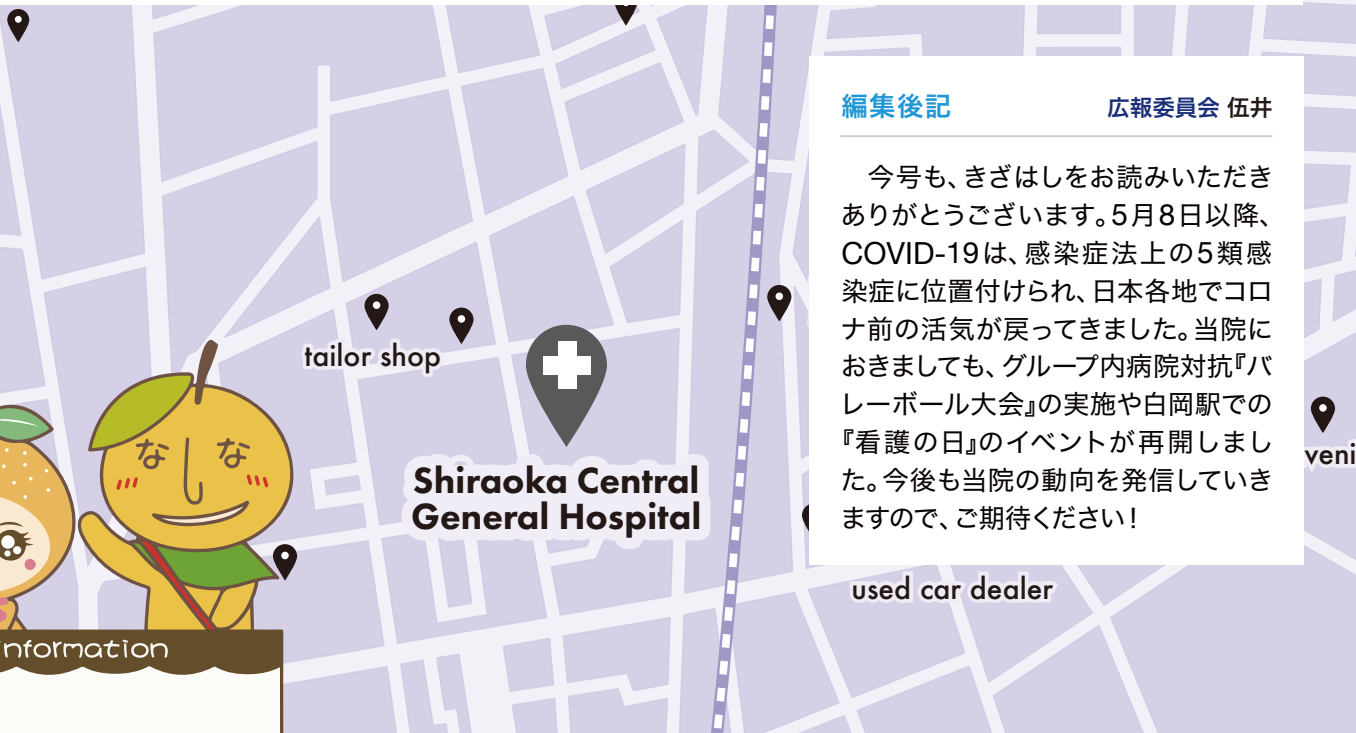 編集後記
広報委員会 伍井
今号も、きざはしをお読みいただき
ありがとうございます。5月8日以降、
COVID-19は、感染症法上の5類感
染症に位置付けられ、日本各地でコロ
ナ前の活気が戻ってきました。当院に
おきましても、グループ内病院対抗『バ
レーボール大会』の実施や白岡駅での
『看護の日』のイベントが再開しまし
た。今後も当院の動向を発信していき
ますので、ご期待ください！
tailor shop
Shiraoka Central
General Hospital
veni
used car dealer
な し な
nformation